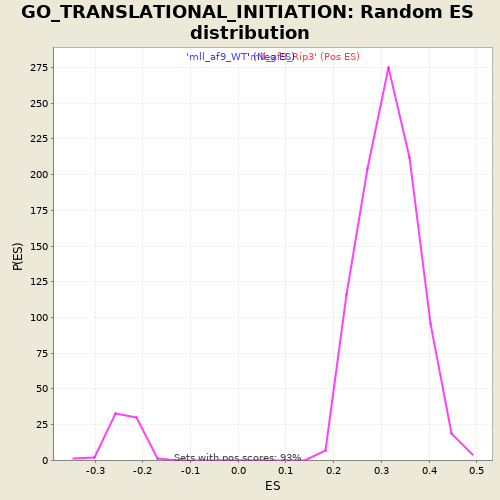 GO_TRANSLATIONAL_INITIATION: Random ES
distribution
'mll_af9_WT' (Neg ES)
'mll_af9_Rip3' (Pos ES)
P(ES)
275
250
225
200
175
150
125
100
75
50
25
0
Sets with pos scores: 93%
-0.3 -0.2 -0.1 0.0 0.1 0.2 0.3 0.4 0.5
ES